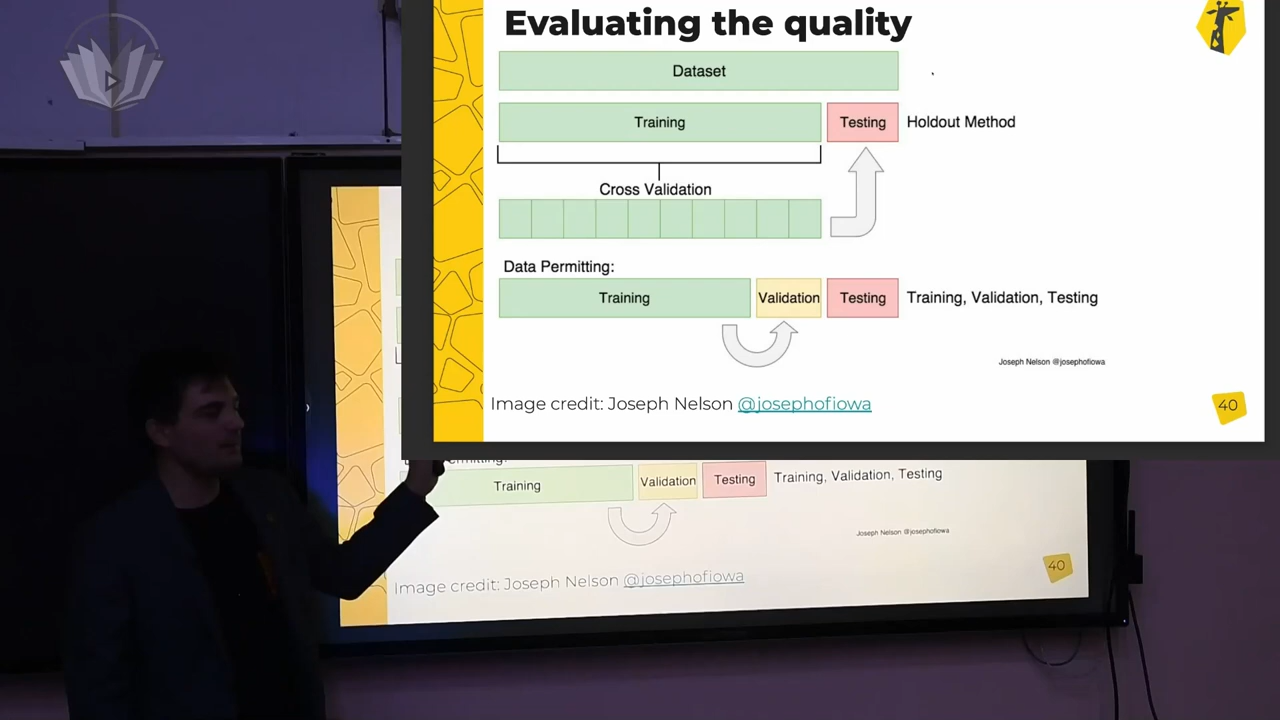 Evaluating the quality
Dataset
Training
Testing
Holdout Method
Cross Validation
Data Permitting:
Training
Validation
Testing
Training, Validation, Testing
Joseph Nelson @josephofiowa
Image credit: Joseph Nelson @josephofiowa
40
Training
Validation
Testing
Training, Validation, Testing
Joseph Nelson @josephofiowa
Image credit: Joseph Nelson @josephofiowa
40